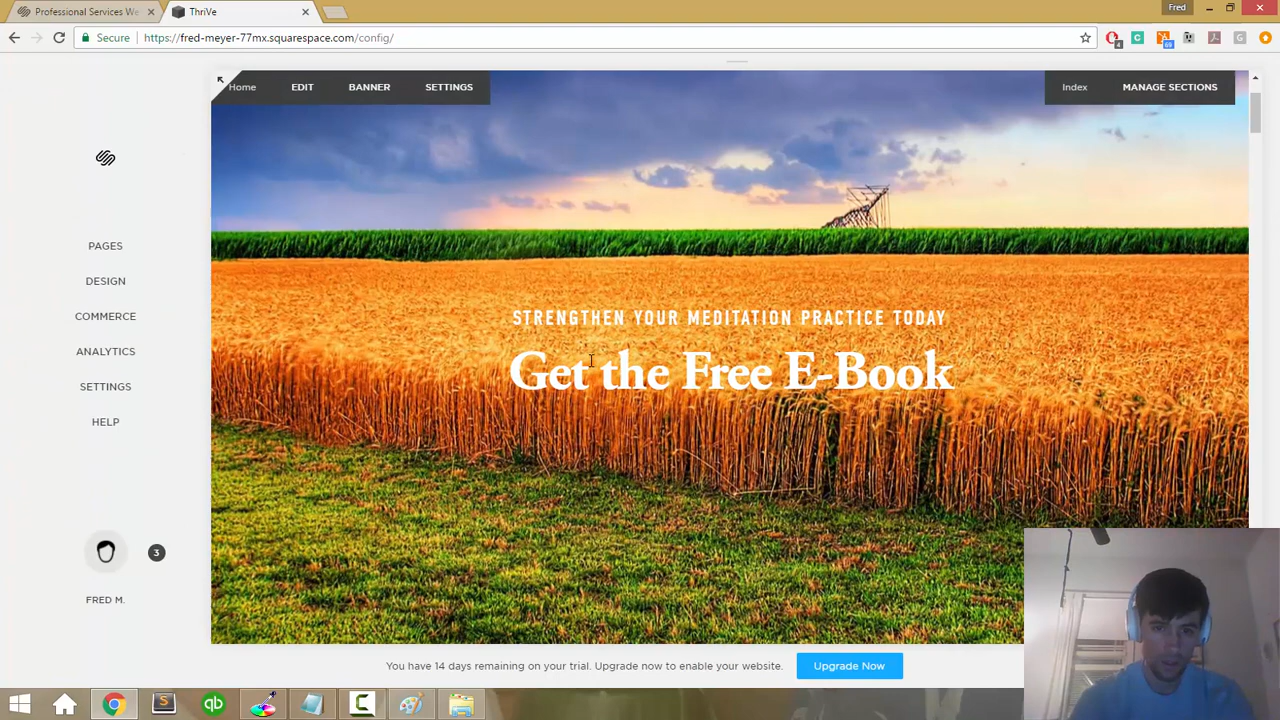 Professional Services We
ThriVe
Fred
Secure
https://fred-meyer-77mx.squarespace.com/config/
4
69
Home EDIT BANNER SETTINGS
Index MANAGE SECTIONS
PAGES
DESIGN
COMMERCE
ANALYTICS
SETTINGS
HELP
3
FRED M.
STRENGTHEN YOUR MEDITATION PRACTICE TODAY
Get the Free E-Book
You have 14 days remaining on your trial. Upgrade now to enable your website.
Upgrade Now